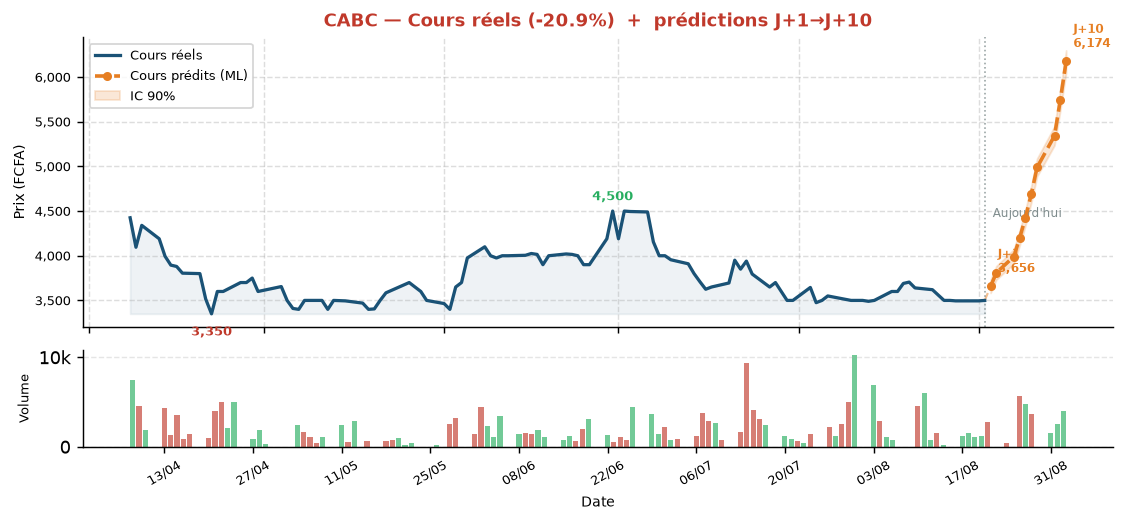 CABC — Cours réels (-20.9%) + prédictions J+1→J+10
Cours réels
Cours prédits (ML)
IC 90%
J+10
6,174
Prix (FCFA)
6,000
5,500
5,000
4,500
4,000
3,500
4,500
3,350
Aujourd'hui
3,656
Volume
10k
0
13/04
27/04
11/05
25/05
08/06
22/06
06/07
20/07
03/08
17/08
31/08
Date